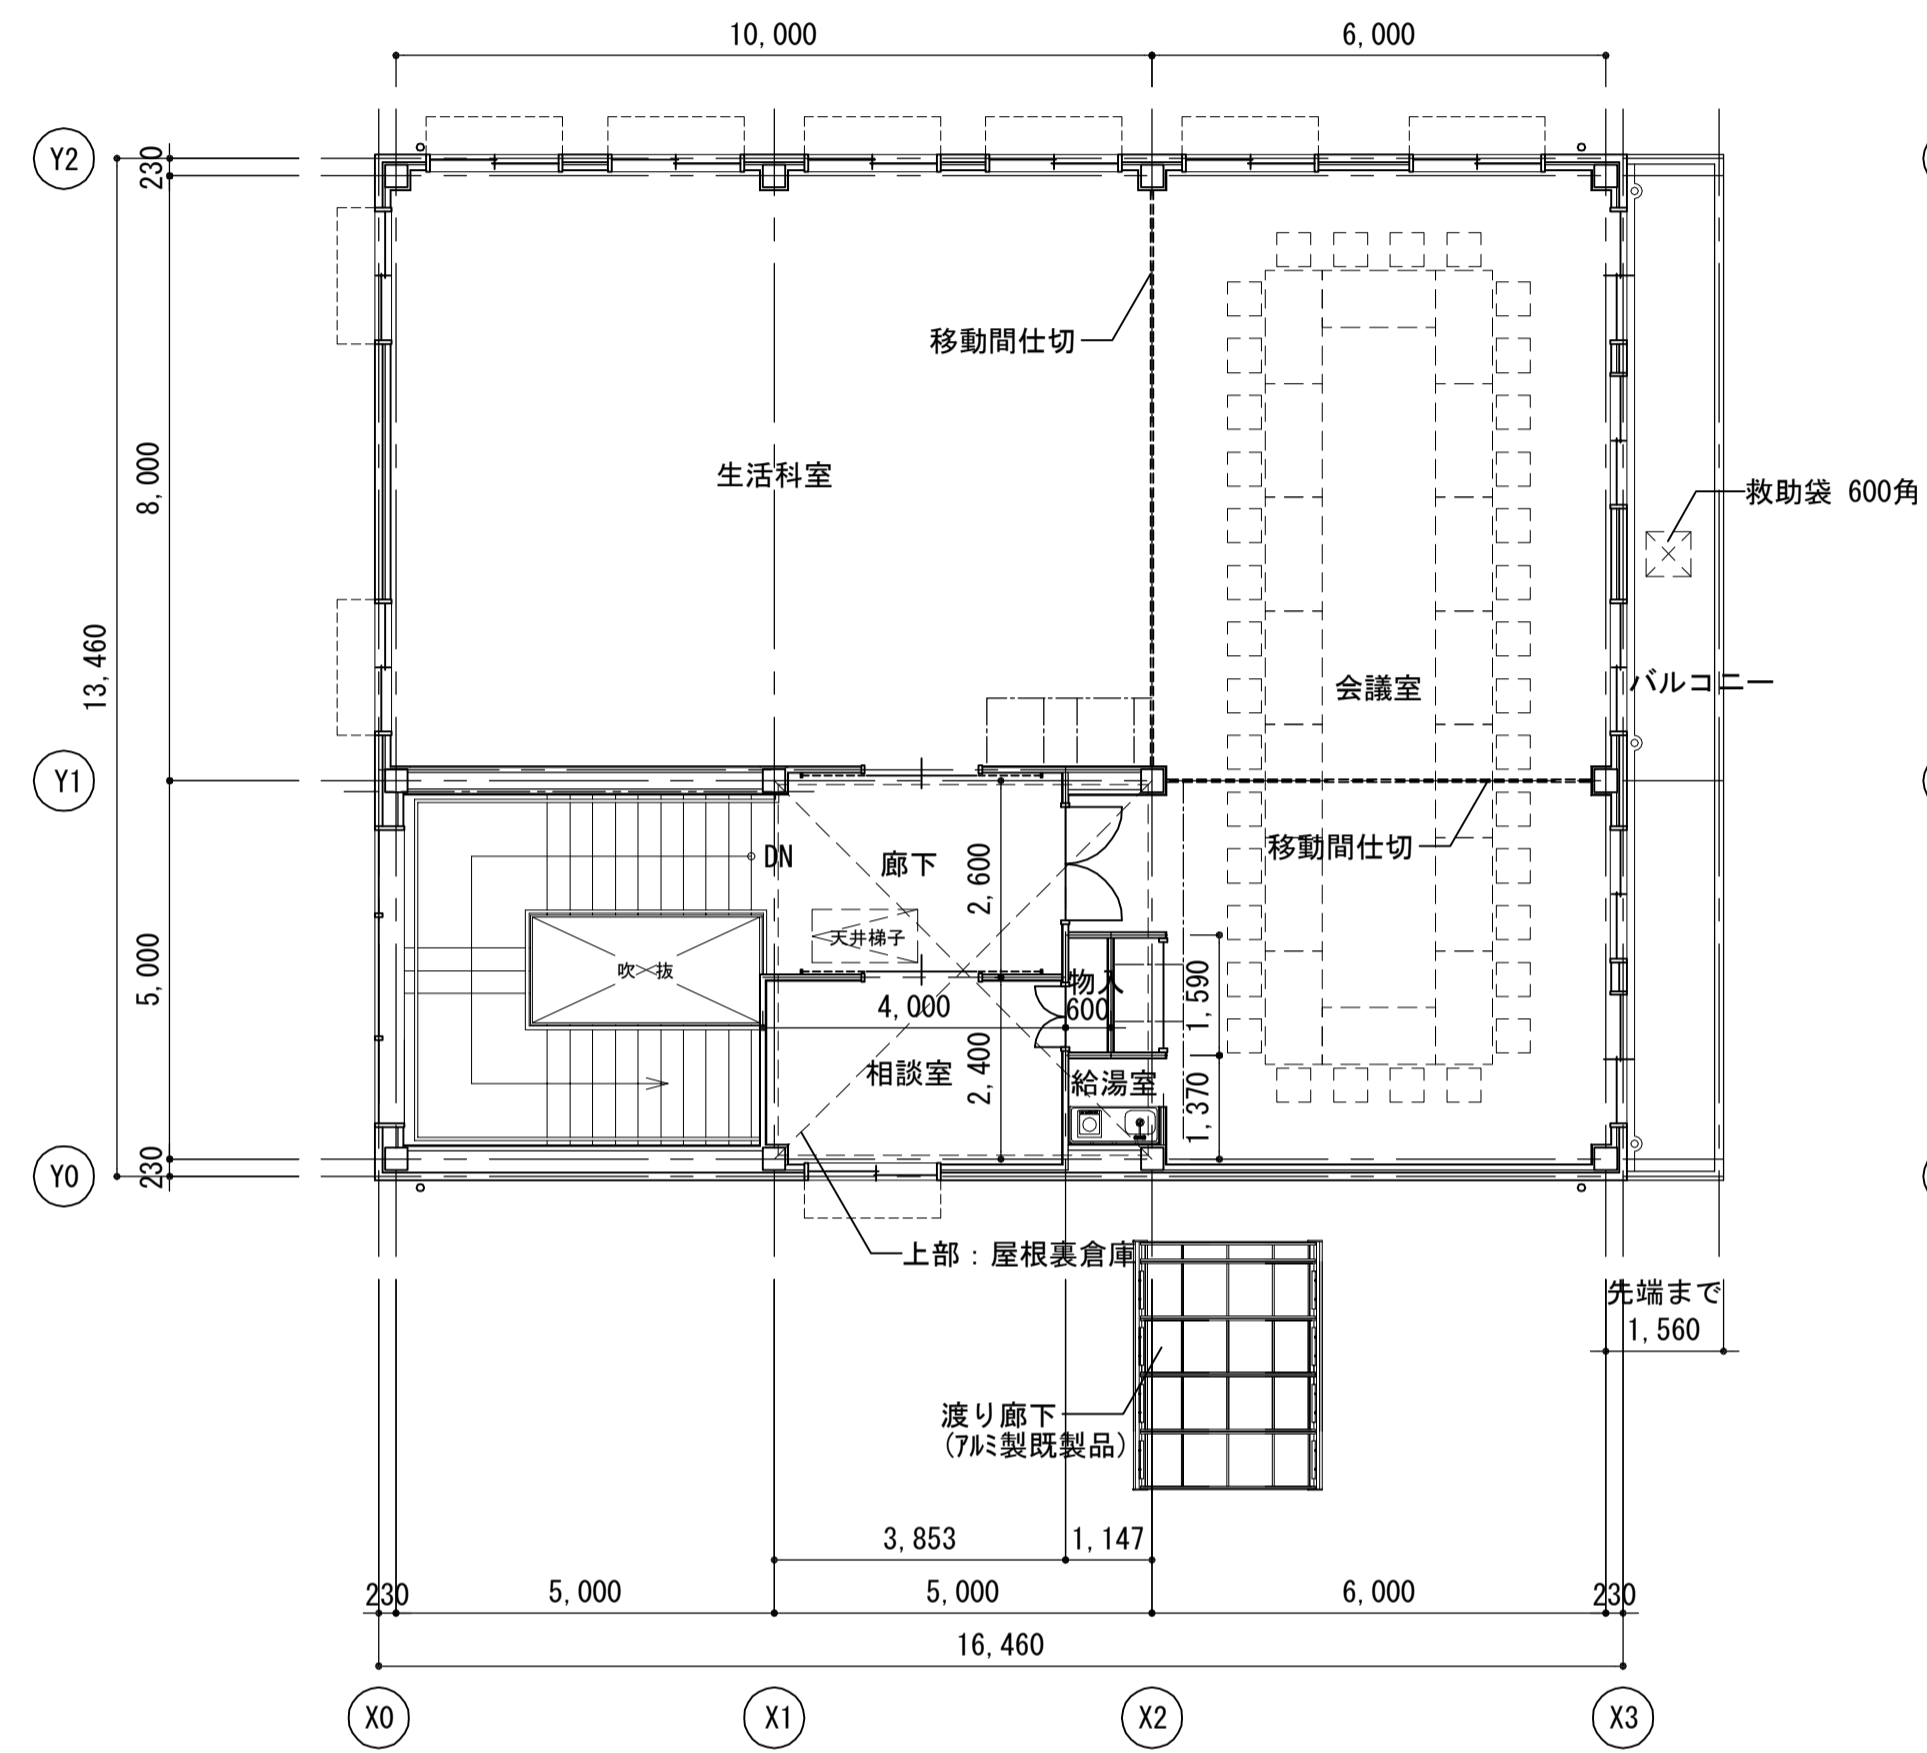 10,000
6,000
Y2
230
移動間仕切
生活科室
8,000
救助袋 600角
13,460
会議室
バルコニー
Y1
移動間仕切
DN
廊下
2,600
天井梯子
吹 抜
5,000
物入
4,000
600
1,590
相談室
2,400
給湯室
1,370
230
Y0
上部：屋根裏倉庫
先端まで
1,560
渡り廊下
(ｱﾙﾐ製既製品)
3,853
1,147
230
5,000
5,000
6,000
230
16,460
X0
X1
X2
X3